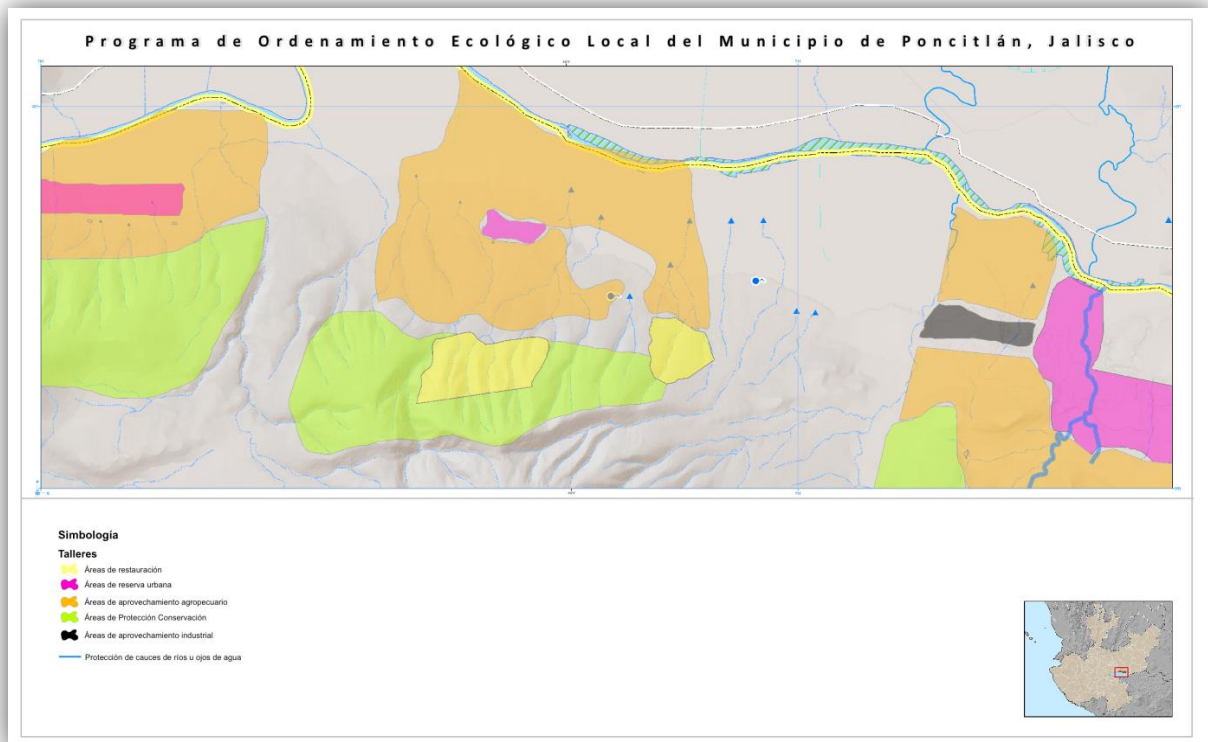 Programa de Ordenamiento Ecológico Local del Municipio de Poncitlán, Jalisco
Simbología
Talleres
Áreas de restauración
Áreas de reserva urbana
Áreas de aprovechamiento agropecuario
Áreas de Protección Conservación
Áreas de aprovechamiento industrial
Protección de cauces de ríos u ojos de agua